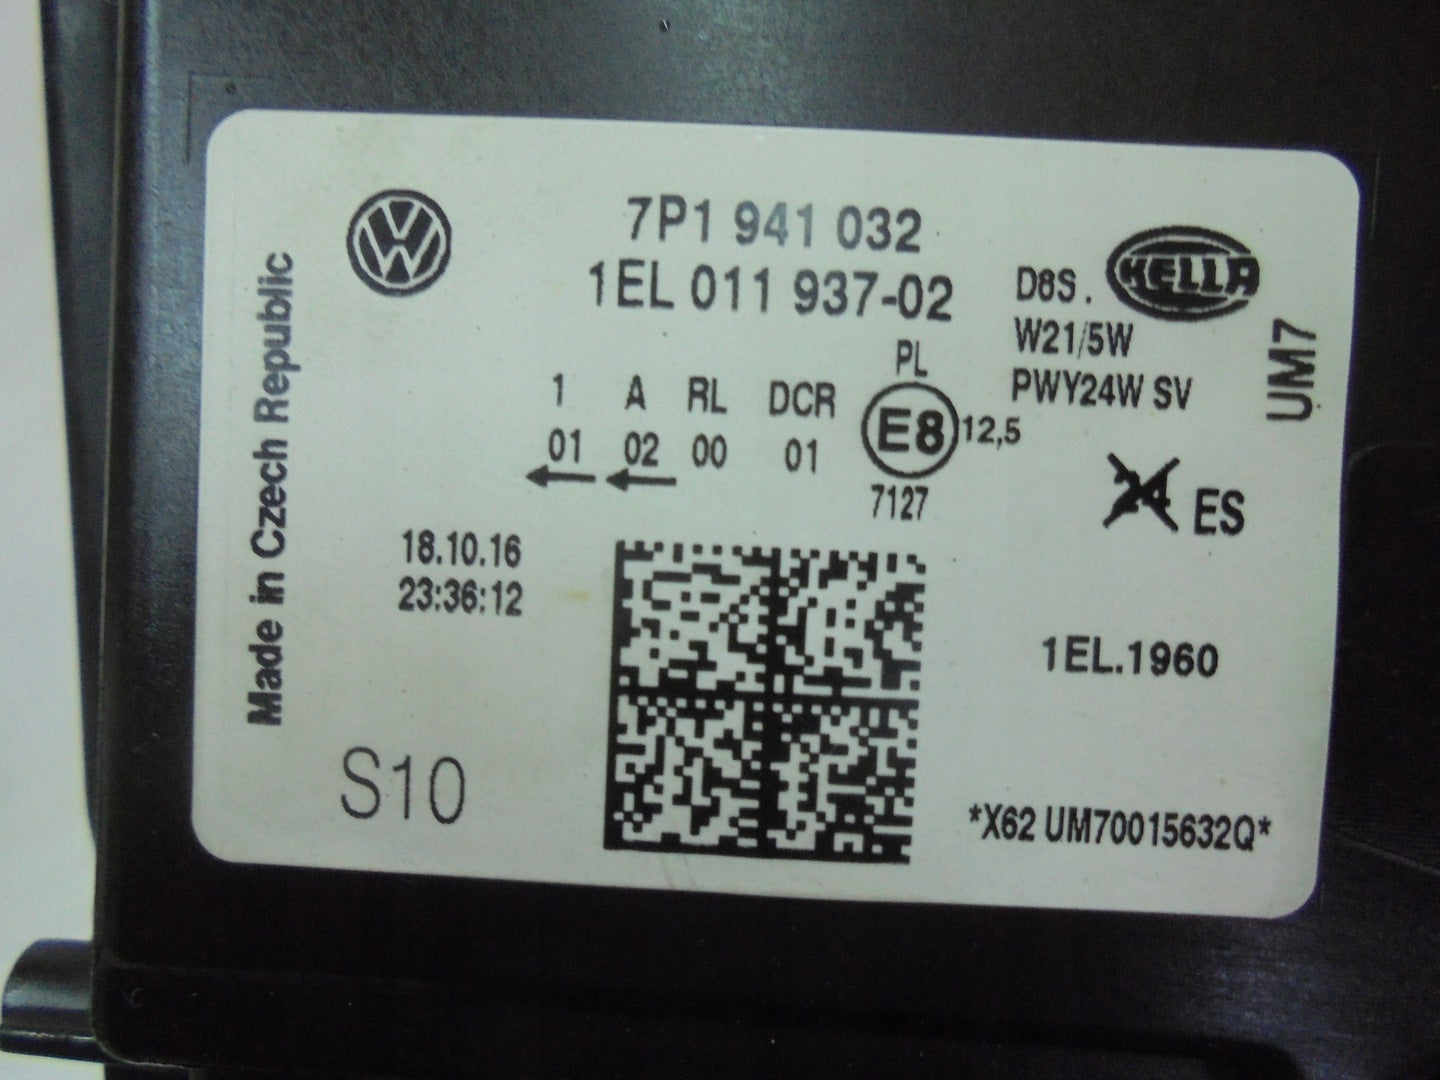 7P1 941 032
1EL 011 937-02
D8S.
HELLA
W21/5W
PWY24W SV
UM7
PL
1 A RL DCR
01 02 00 01
E8 12,5
7127
24 ES
18.10.16
23:36:12
1EL.1960
S10
*X62 UM70015632Q*
Made in Czech Republic